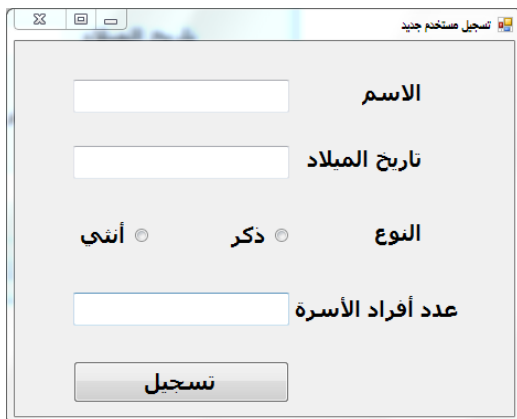 تسجيل مستخدم جديد
الاسم
تاريخ الميلاد
النوع ذكر أنثي
عدد أفراد الأسرة
تسجيل